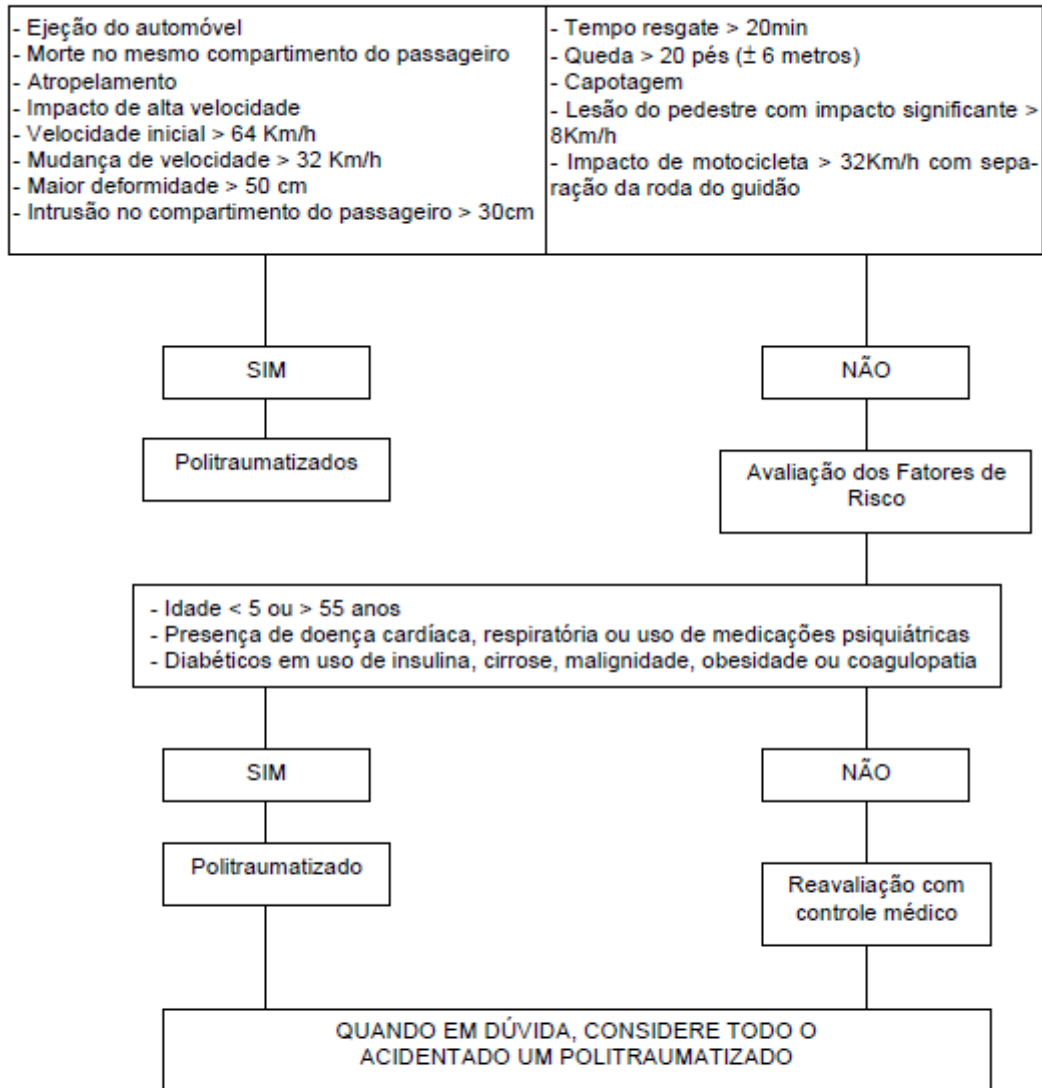 - Ejeção do automóvel
- Morte no mesmo compartimento do passageiro
- Atropelamento
- Impacto de alta velocidade
- Velocidade inicial > 64 Km/h
- Mudança de velocidade > 32 Km/h
- Maior deformidade > 50 cm
- Intrusão no compartimento do passageiro > 30cm
- Tempo resgate > 20min
- Queda > 20 pés (± 6 metros)
- Capotagem
- Lesão do pedestre com impacto significante >
8Km/h
- Impacto de motocicleta > 32Km/h com sepa-
ração da roda do guidão
SIM
NÃO
Politraumatizados
Avaliação dos Fatores de
Risco
- Idade < 5 ou > 55 anos
- Presença de doença cardíaca, respiratória ou uso de medicações psiquiátricas
- Diabéticos em uso de insulina, cirrose, malignidade, obesidade ou coagulopatia
SIM
NÃO
Politraumatizado
Reavaliação com
controle médico
QUANDO EM DÚVIDA, CONSIDERE TODO O
ACIDENTADO UM POLITRAUMATIZADO